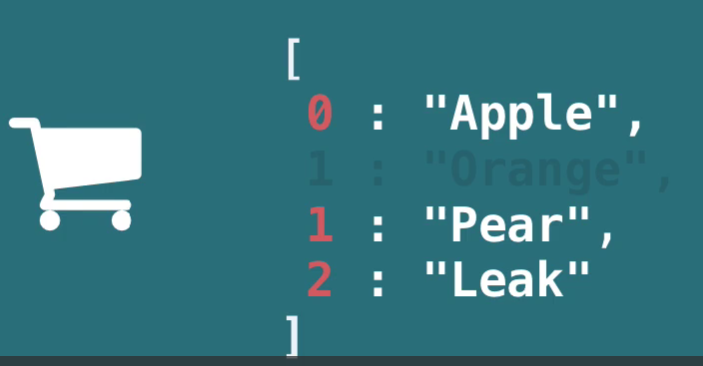 [
0 : "Apple",
1 : "Orange",
1 : "Pear",
2 : "Leak"
]